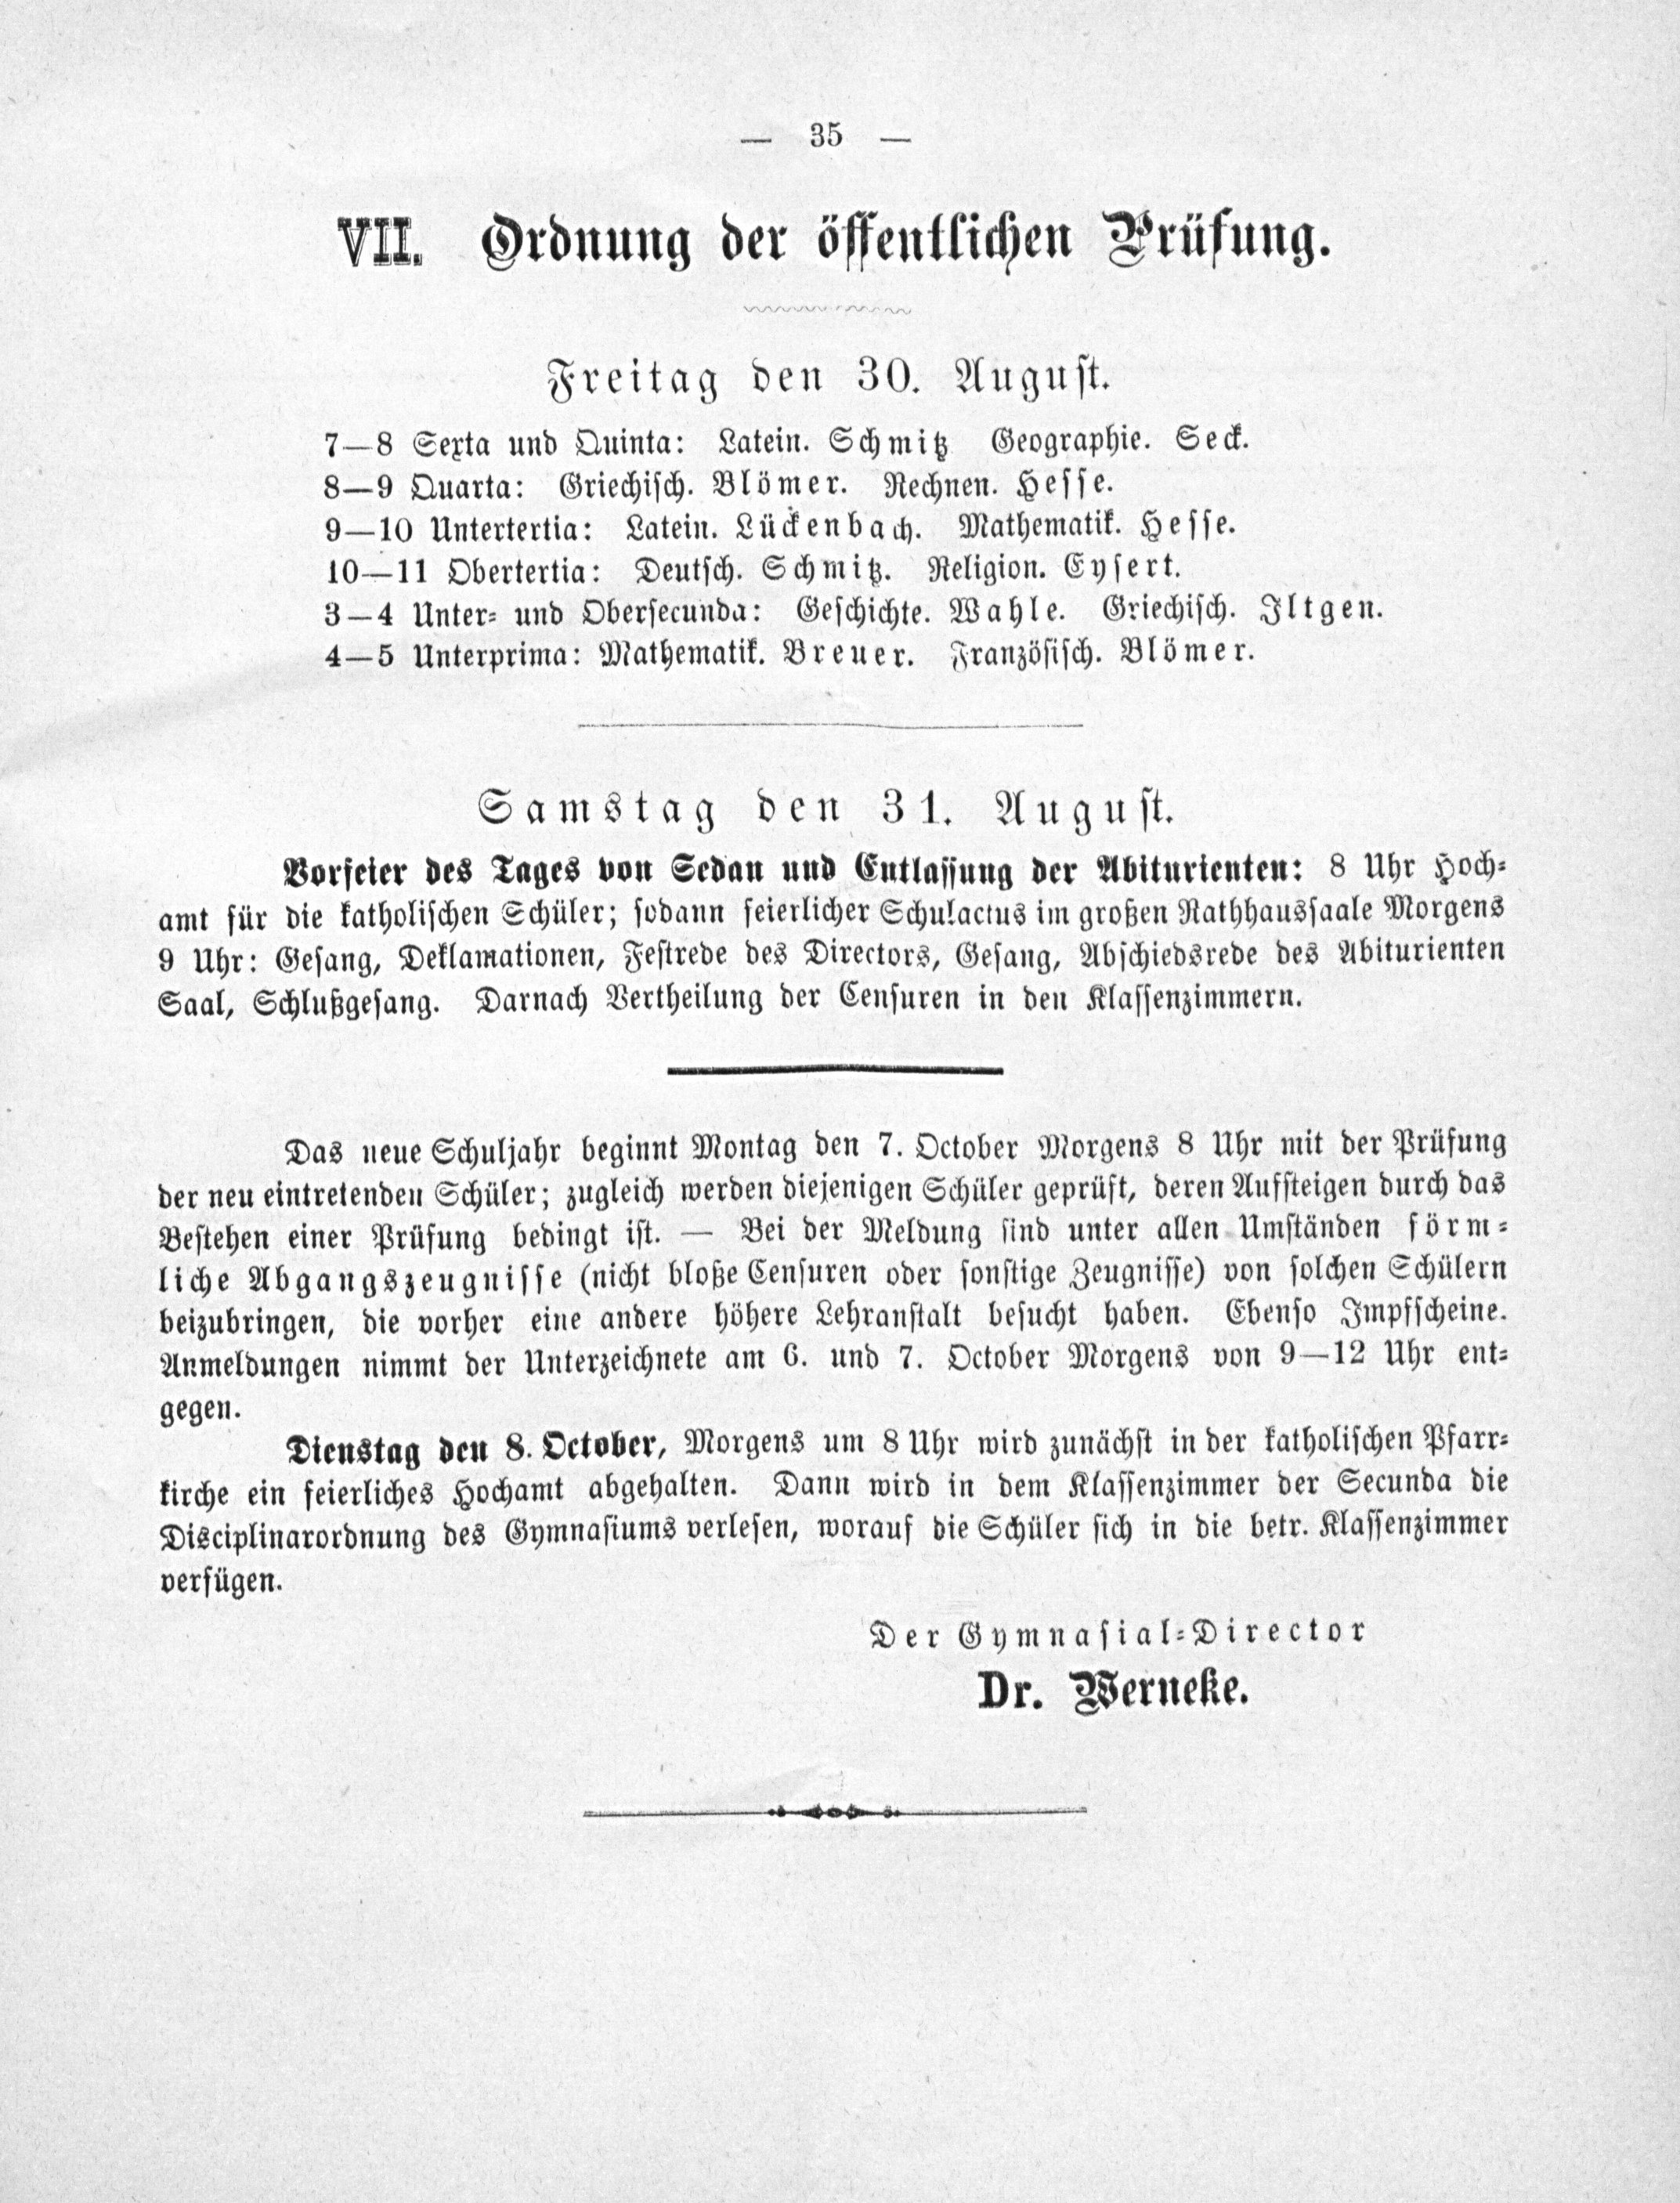 — 35 —
VII. Ordnung der öffentlichen Prüfung.
Freitag den 30. August.
7—8 Sexta und Quinta: Latein. Schmitz Geographie. Seck.
8—9 Quarta: Griechisch. Blömer. Rechnen. Hesse.
9—10 Untertertia: Latein. Lückenbach. Mathematik. Hesse.
10—11 Obertertia: Deutsch. Schmitz. Religion. Eysert.
3—4 Unter- und Obersecunda: Geschichte. Wahle. Griechisch. Iltgen.
4—5 Unterprima: Mathematik. Breuer. Französisch. Blömer.
Samstag den 31. August.
Vorfeier des Tages von Sedan und Entlassung der Abiturienten: 8 Uhr Hoch-
amt für die katholischen Schüler; sodann feierlicher Schulactus im großen Rathhaussaale Morgens
9 Uhr: Gesang, Deklamationen, Festrede des Directors, Gesang, Abschiedsrede des Abiturienten
Saal, Schlußgesang. Darnach Vertheilung der Censuren in den Klassenzimmern.
Das neue Schuljahr beginnt Montag den 7. October Morgens 8 Uhr mit der Prüfung
der neu eintretenden Schüler; zugleich werden diejenigen Schüler geprüft, deren Aufsteigen durch das
Bestehen einer Prüfung bedingt ist. — Bei der Meldung sind unter allen Umständen förm-
liche Abgangszeugnisse (nicht bloße Censuren oder sonstige Zeugnisse) von solchen Schülern
beizubringen, die vorher eine andere höhere Lehranstalt besucht haben. Ebenso Impfscheine.
Anmeldungen nimmt der Unterzeichnete am 6. und 7. October Morgens von 9—12 Uhr ent-
gegen.
Dienstag den 8. October, Morgens um 8 Uhr wird zunächst in der katholischen Pfarr-
kirche ein feierliches Hochamt abgehalten. Dann wird in dem Klassenzimmer der Secunda die
Disciplinarordnung des Gymnasiums verlesen, worauf die Schüler sich in die betr. Klassenzimmer
verfügen.
Der Gymnasial-Director
Dr. Werneke.